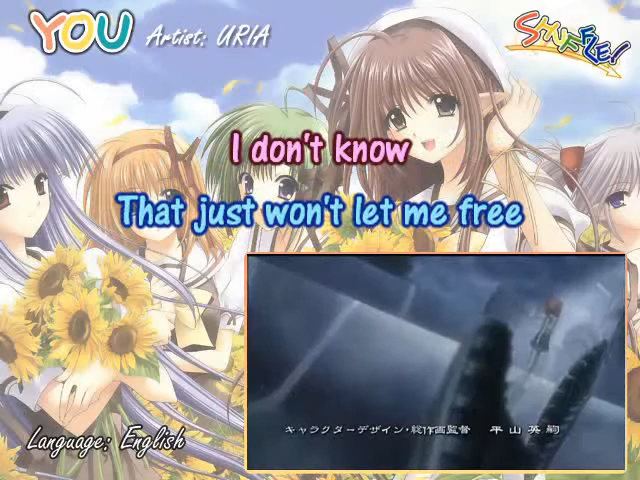 YOU Artist: URIA
SHUFFLE!
I don't know
That just won't let me free
キャラクターデザイン・総作画監督 平山英嗣
Language: English